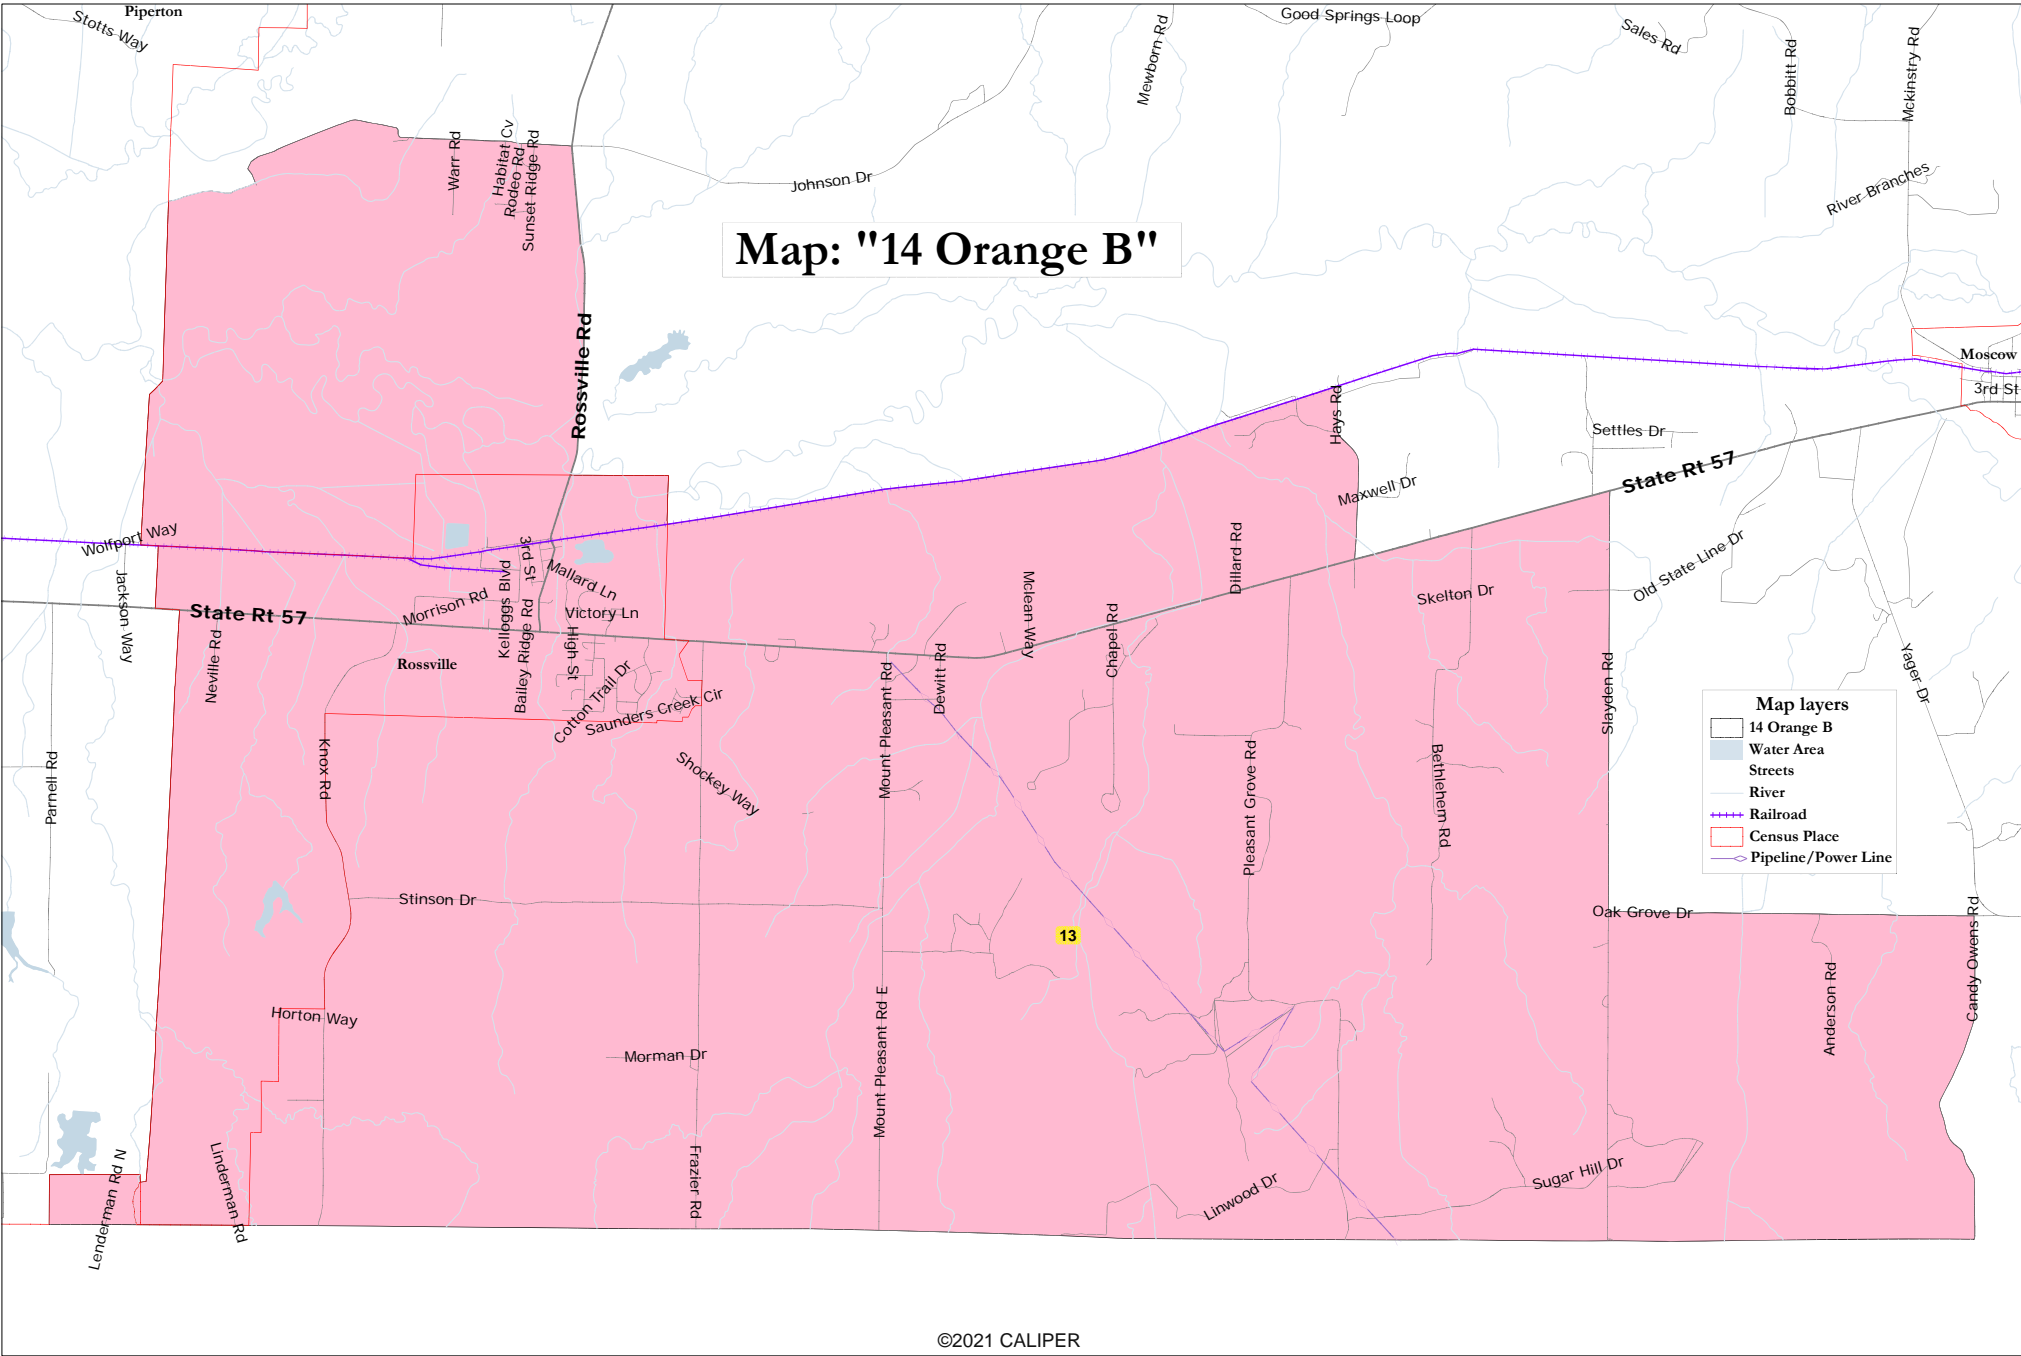 Piperton
Stotts Way
Good Springs Loop
Sales Rd
Mewborn Rd
Bobbitt Rd
Mckinstry Rd
Warr Rd
Habitat Cv
Rodeo Rd
Sunset Ridge Rd
Johnson Dr
River Branches
Map: "14 Orange B"
Rossville Rd
Moscow
3rd St
Hays Rd
Settles Dr
State Rt 57
Maxwell Dr
Wolfport Way
Jackson Way
3rd St
Mallard Ln
Kelloggs Blvd
Morrison Rd
Victory Ln
State Rt 57
Neville Rd
Rossville
Bailey Ridge Rd
High St
Cotton Trail Dr
Saunders Creek Cir
Mclean Way
Chapel Rd
Dillard Rd
Skelton Dr
Old State Line Dr
Mount Pleasant Rd
Dewitt Rd
Slayden Rd
Yager Dr
Map layers
14 Orange B
Water Area
Streets
River
Railroad
Census Place
Pipeline/Power Line
Parnell Rd
Knox Rd
Shockey Way
Pleasant Grove Rd
Bethlehem Rd
Stinson Dr
Oak Grove Dr
13
Candy Owens Rd
Anderson Rd
Horton Way
Morman Dr
Mount Pleasant Rd E
Lenderman Rd N
Linderman Rd
Frazier Rd
Linwood Dr
Sugar Hill Dr
©2021 CALIPER